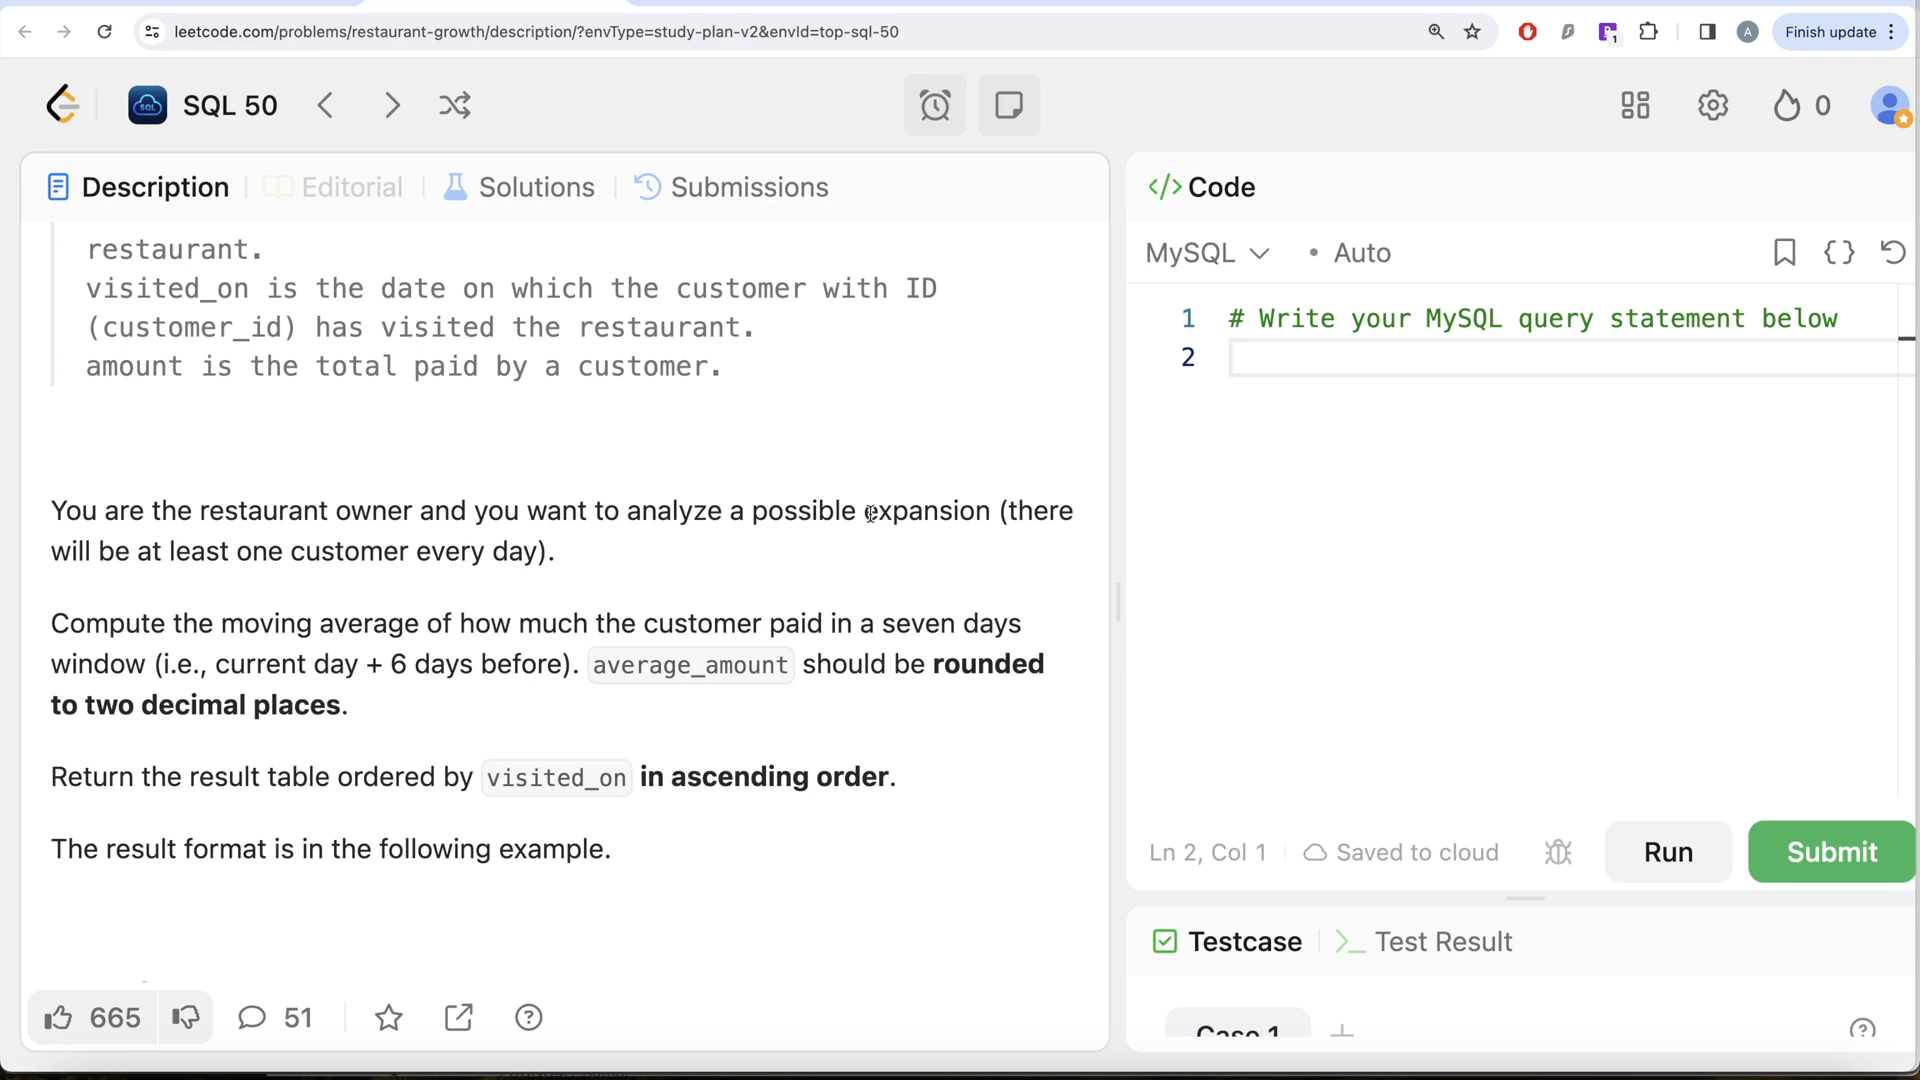 leetcode.com/problems/restaurant-growth/description/?envType=study-plan-v2&envId=top-sql-50
1
A
Finish update
SQL
SQL 50
0
Description
Editorial
Solutions
Submissions
</> Code
restaurant.
visited_on is the date on which the customer with ID
(customer_id) has visited the restaurant.
amount is the total paid by a customer.
You are the restaurant owner and you want to analyze a possible expansion (there
will be at least one customer every day).
Compute the moving average of how much the customer paid in a seven days
window (i.e., current day + 6 days before). average_amount should be rounded
to two decimal places.
Return the result table ordered by visited_on in ascending order.
The result format is in the following example.
665
51
MySQL • Auto
1 # Write your MySQL query statement below
2
Ln 2, Col 1
Saved to cloud
Run
Submit
Testcase
Test Result
Case 1